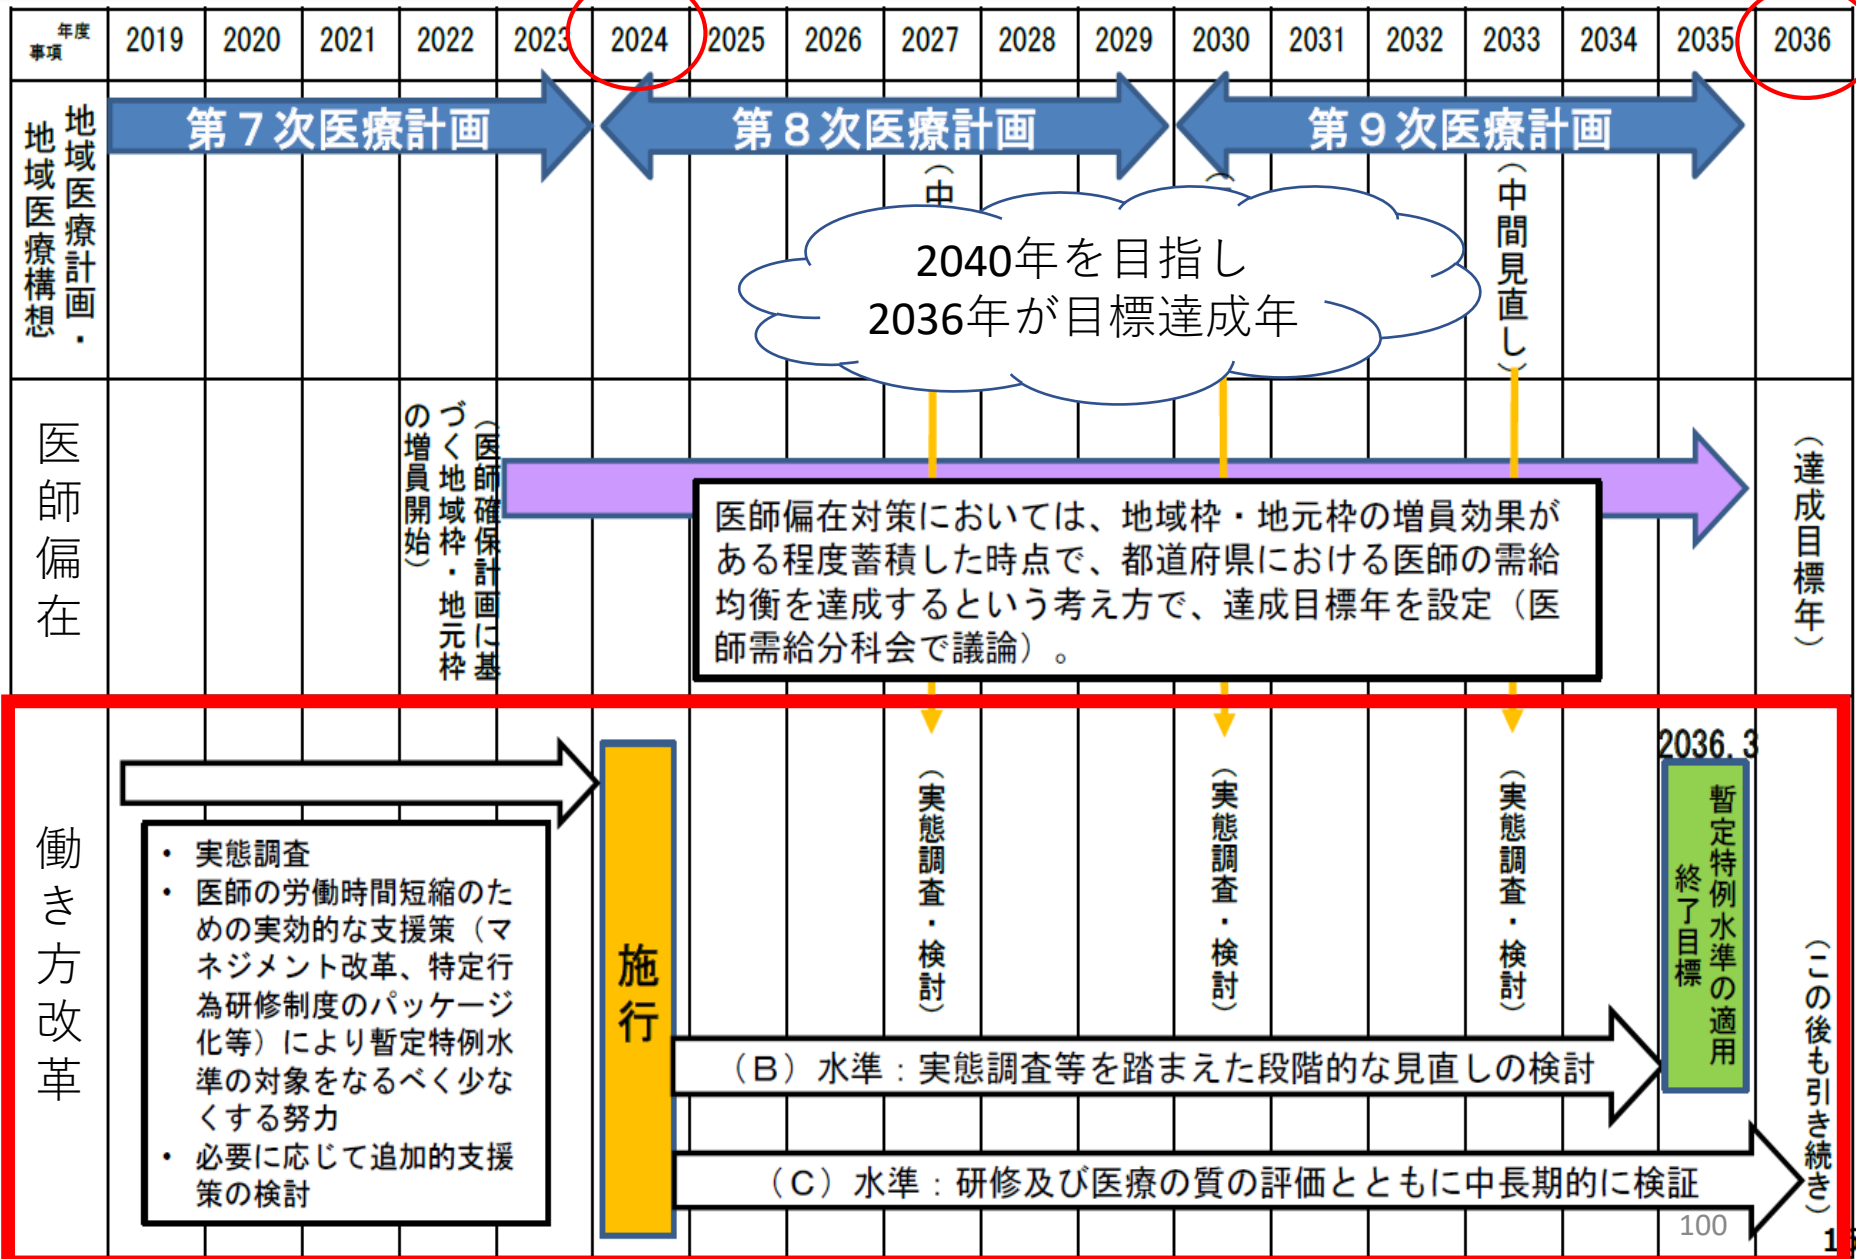 年度
事項
2019 2020 2021 2022 2023 2024 2025 2026 2027 2028 2029 2030 2031 2032 2033 2034 2035 2036
地域医療計画・
地域医療構想
第７次医療計画
第８次医療計画
第９次医療計画
（中
（
（中間見直し）
2040年を目指し
2036年が目標達成年
医師偏在
（医師確保計画に基
づく地域枠・地元枠
の増員開始）
医師偏在対策においては、地域枠・地元枠の増員効果が
ある程度蓄積した時点で、都道府県における医師の需給
均衡を達成するという考え方で、達成目標年を設定（医
師需給分科会で議論）。
（達成目標年）
働き方改革
• 実態調査
• 医師の労働時間短縮のた
めの実効的な支援策（マ
ネジメント改革、特定行
為研修制度のパッケージ
化等）により暫定特例水
準の対象をなるべく少な
くする努力
• 必要に応じて追加的支援
策の検討
施行
（実態調査・検討）
（実態調査・検討）
（実態調査・検討）
2036.3
暫定特例水準の適用
終了目標
（Ｂ）水準：実態調査等を踏まえた段階的な見直しの検討
（Ｃ）水準：研修及び医療の質の評価とともに中長期的に検証
（この後も引き続き）
100